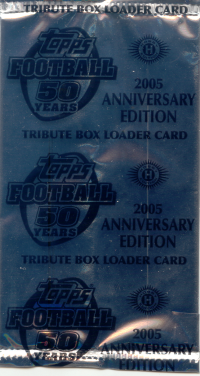 TRIBUTE BOX LOADER CARD
Topps
FOOTBALL
50
YEARS
H
2005
ANNIVERSARY
EDITION
TRIBUTE BOX LOADER CARD
Topps
FOOTBALL
50
YEARS
H
2005
ANNIVERSARY
EDITION
TRIBUTE BOX LOADER CARD
Topps
FOOTBALL
50
YEARS
H
2005
ANNIVERSARY
EDITION